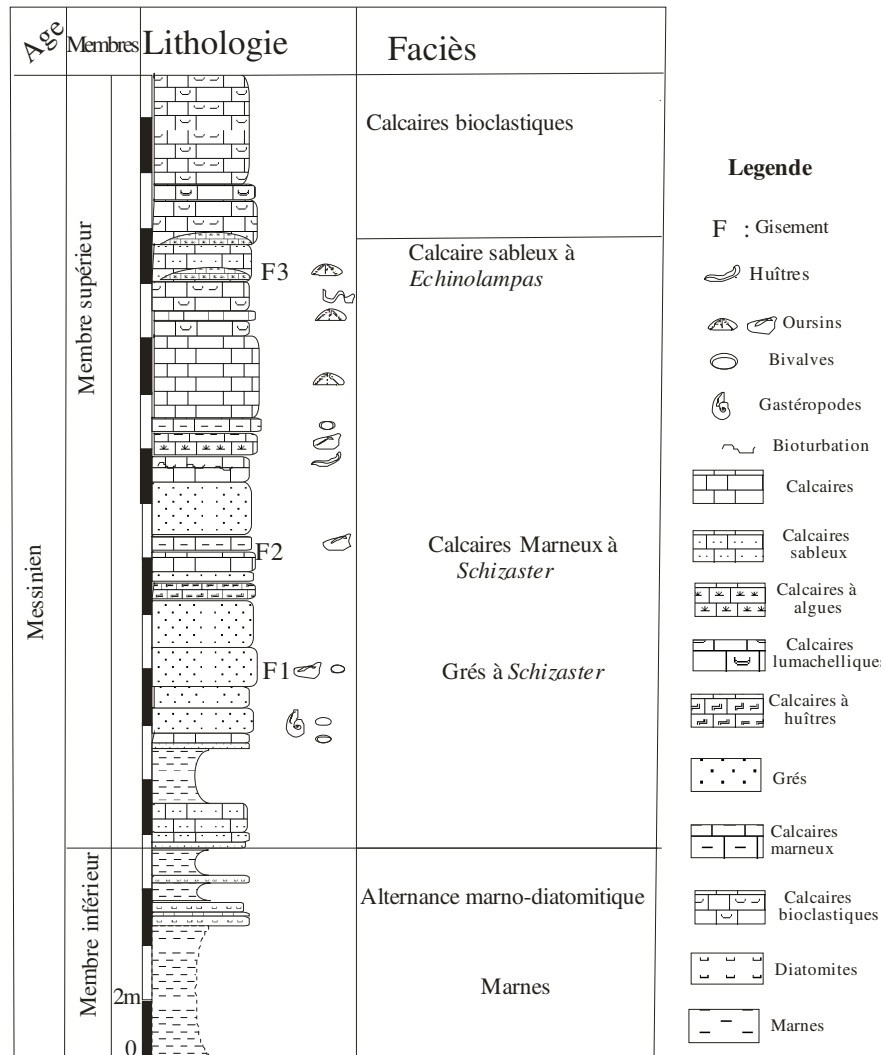 Age
Membres
Lithologie
Faciès
Messinien
Membre supérieur
Membre inférieur
Calcaires bioclastiques
Calcaire sableux à
Echinolampas
F3
Calcaires Marneux à
Schizaster
F2
F1
Grés à Schizaster
Alternance marno-diatomitique
Marnes
2m
0
Legende
F : Gisement
Huîtres
Oursins
Bivalves
Gastéropodes
Bioturbation
Calcaires
Calcaires
sableux
Calcaires à
algues
Calcaires
lumachelliques
Calcaires à
huîtres
Grés
Calcaires
marneux
Calcaires
bioclastiques
Diatomites
Marnes